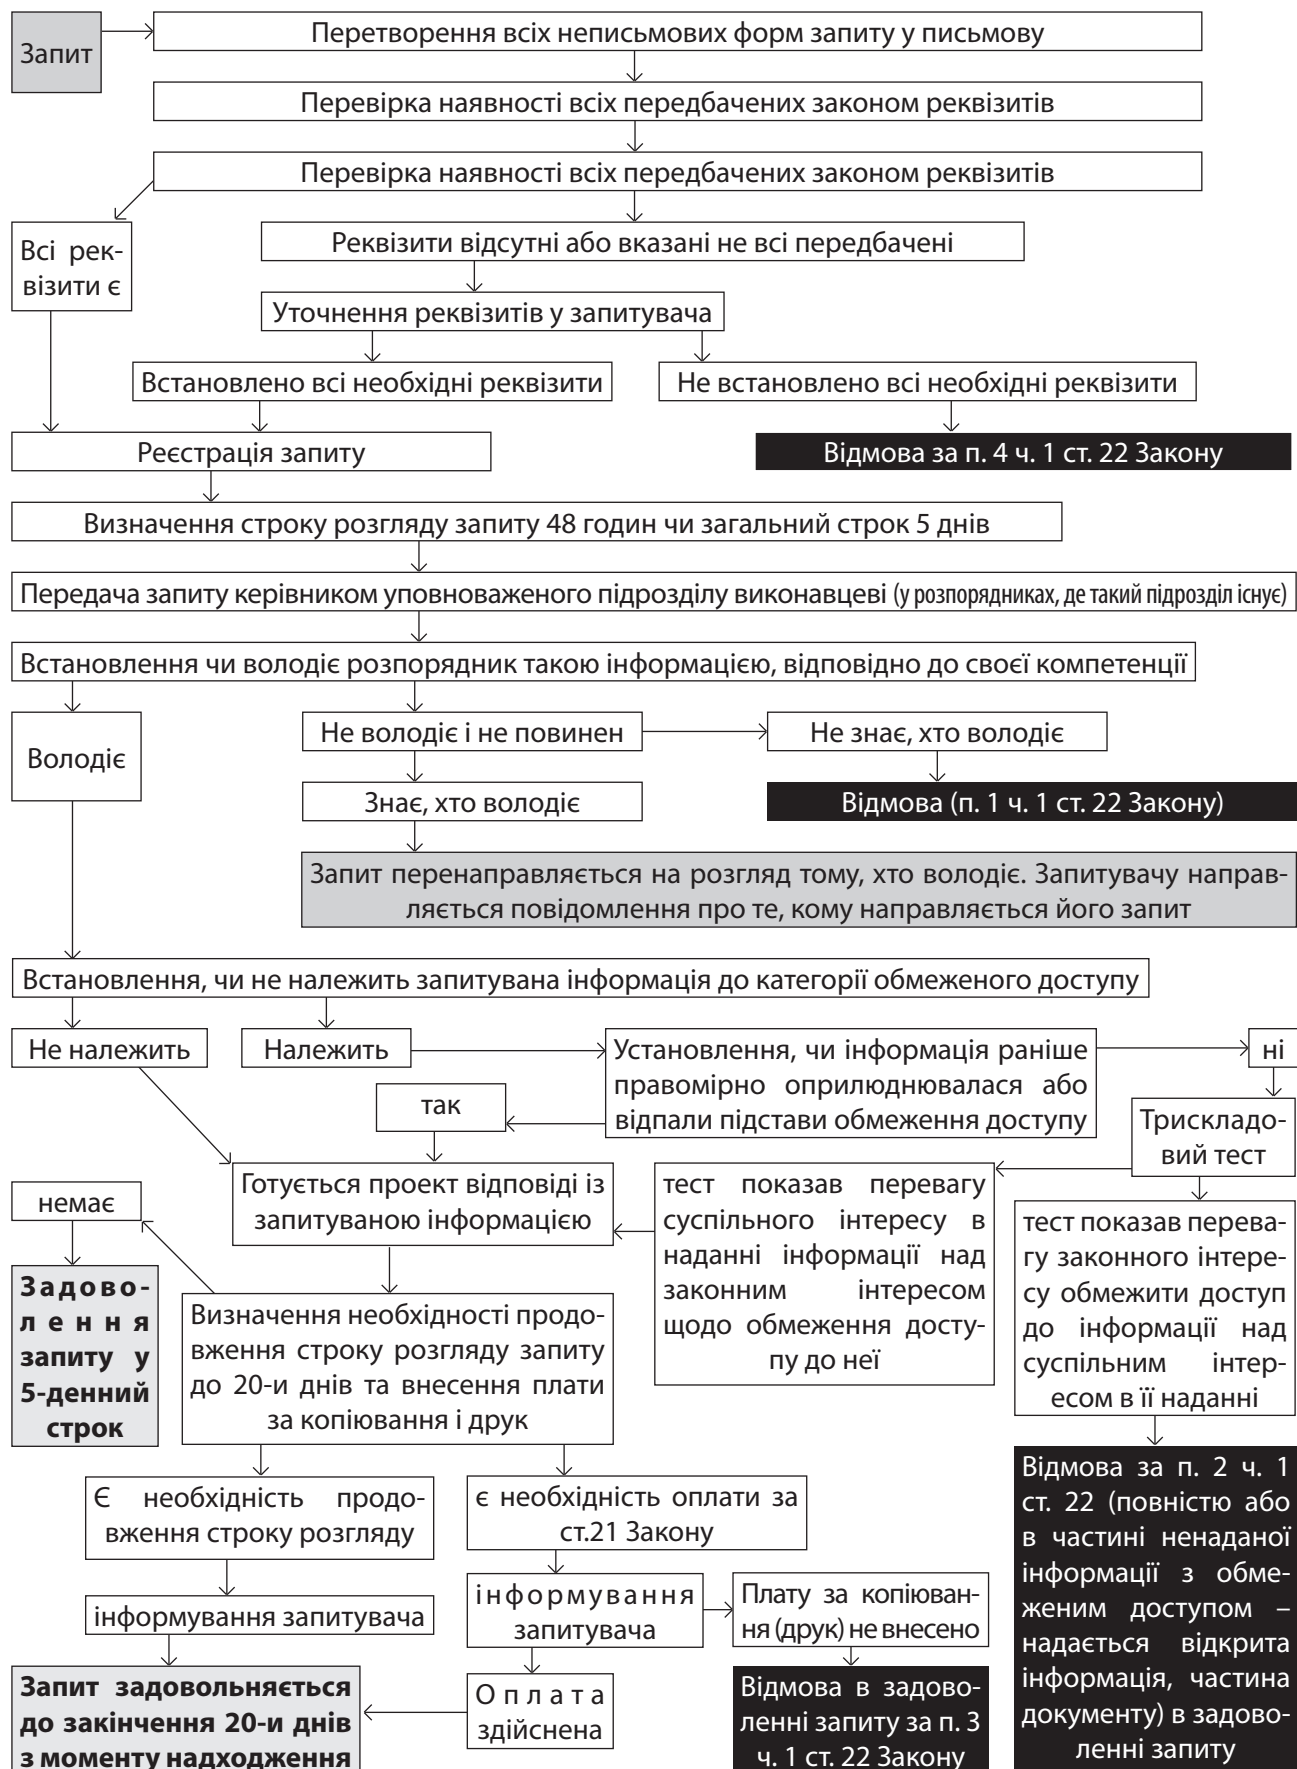 Запит
Перетворення всіх неписьмових форм запиту у письмову
Перевірка наявності всіх передбачених законом реквізитів
Перевірка наявності всіх передбачених законом реквізитів
Всі рек-
візити є
Реквізити відсутні або вказані не всі передбачені
Уточнення реквізитів у запитувача
Встановлено всі необхідні реквізити
Не встановлено всі необхідні реквізити
Реєстрація запиту
Відмова за п. 4 ч. 1 ст. 22 Закону
Визначення строку розгляду запиту 48 годин чи загальний строк 5 днів
Передача запиту керівником уповноваженого підрозділу виконавцеві (у розпорядниках, де такий підрозділ існує)
Встановлення чи володіє розпорядник такою інформацією, відповідно до своєї компетенції
Володіє
Не володіє і не повинен
Не знає, хто володіє
Знає, хто володіє
Відмова (п. 1 ч. 1 ст. 22 Закону)
Запит перенаправляється на розгляд тому, хто володіє. Запитувачу направ-
ляється повідомлення про те, кому направляється його запит
Встановлення, чи не належить запитувана інформація до категорії обмеженого доступу
Не належить
Належить
Установлення, чи інформація раніше
правомірно оприлюднювалася або
відпали підстави обмеження доступу
ні
так
Трискладо-
вий тест
Готується проект відповіді із
запитуваною інформацією
тест показав перевагу
суспільного інтересу в
наданні інформації над
законним інтересом
щодо обмеження досту-
пу до неї
тест показав перева-
гу законного інтере-
су обмежити доступ
до інформації над
суспільним інтер-
есом в її наданні
немає
Задово-
лення
запиту у
5-денний
строк
Визначення необхідності продо-
вження строку розгляду запиту
до 20-и днів та внесення плати
за копіювання і друк
Є необхідність продо-
вження строку розгляду
є необхідність оплати за
ст.21 Закону
Відмова за п. 2 ч. 1
ст. 22 (повністю або
в частині ненаданої
інформації з обме-
женим доступом –
надається відкрита
інформація, частина
документу) в задово-
ленні запиту
інформування запитувача
інформування
запитувача
Плату за копіюван-
ня (друк) не внесено
Запит задовольняється
до закінчення 20-и днів
з моменту надходження
Оплата
здійснена
Відмова в задово-
ленні запиту за п. 3
ч. 1 ст. 22 Закону